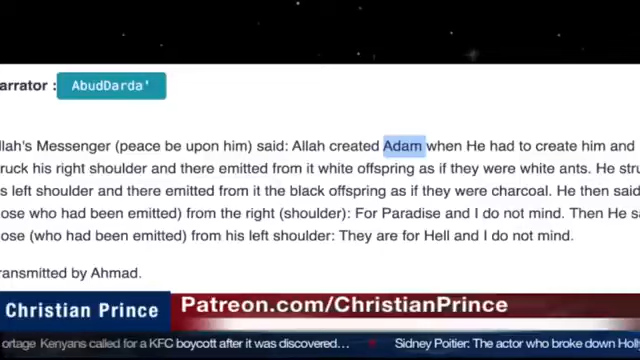 arrator : AbudDarda'
llah's Messenger (peace be upon him) said: Allah created Adam when He had to create him and
ruck his right shoulder and there emitted from it white offspring as if they were white ants. He stru
is left shoulder and there emitted from it the black offspring as if they were charcoal. He then said
ose who had been emitted) from the right (shoulder): For Paradise and I do not mind. Then He sa
ose (who had been emitted) from his left shoulder: They are for Hell and I do not mind.
ransmitted by Ahmad.
Christian Prince
Patreon.com/ChristianPrince
ortage Kenyans called for a KFC boycott after it was discovered... Sidney Poitier: The actor who broke down Holl